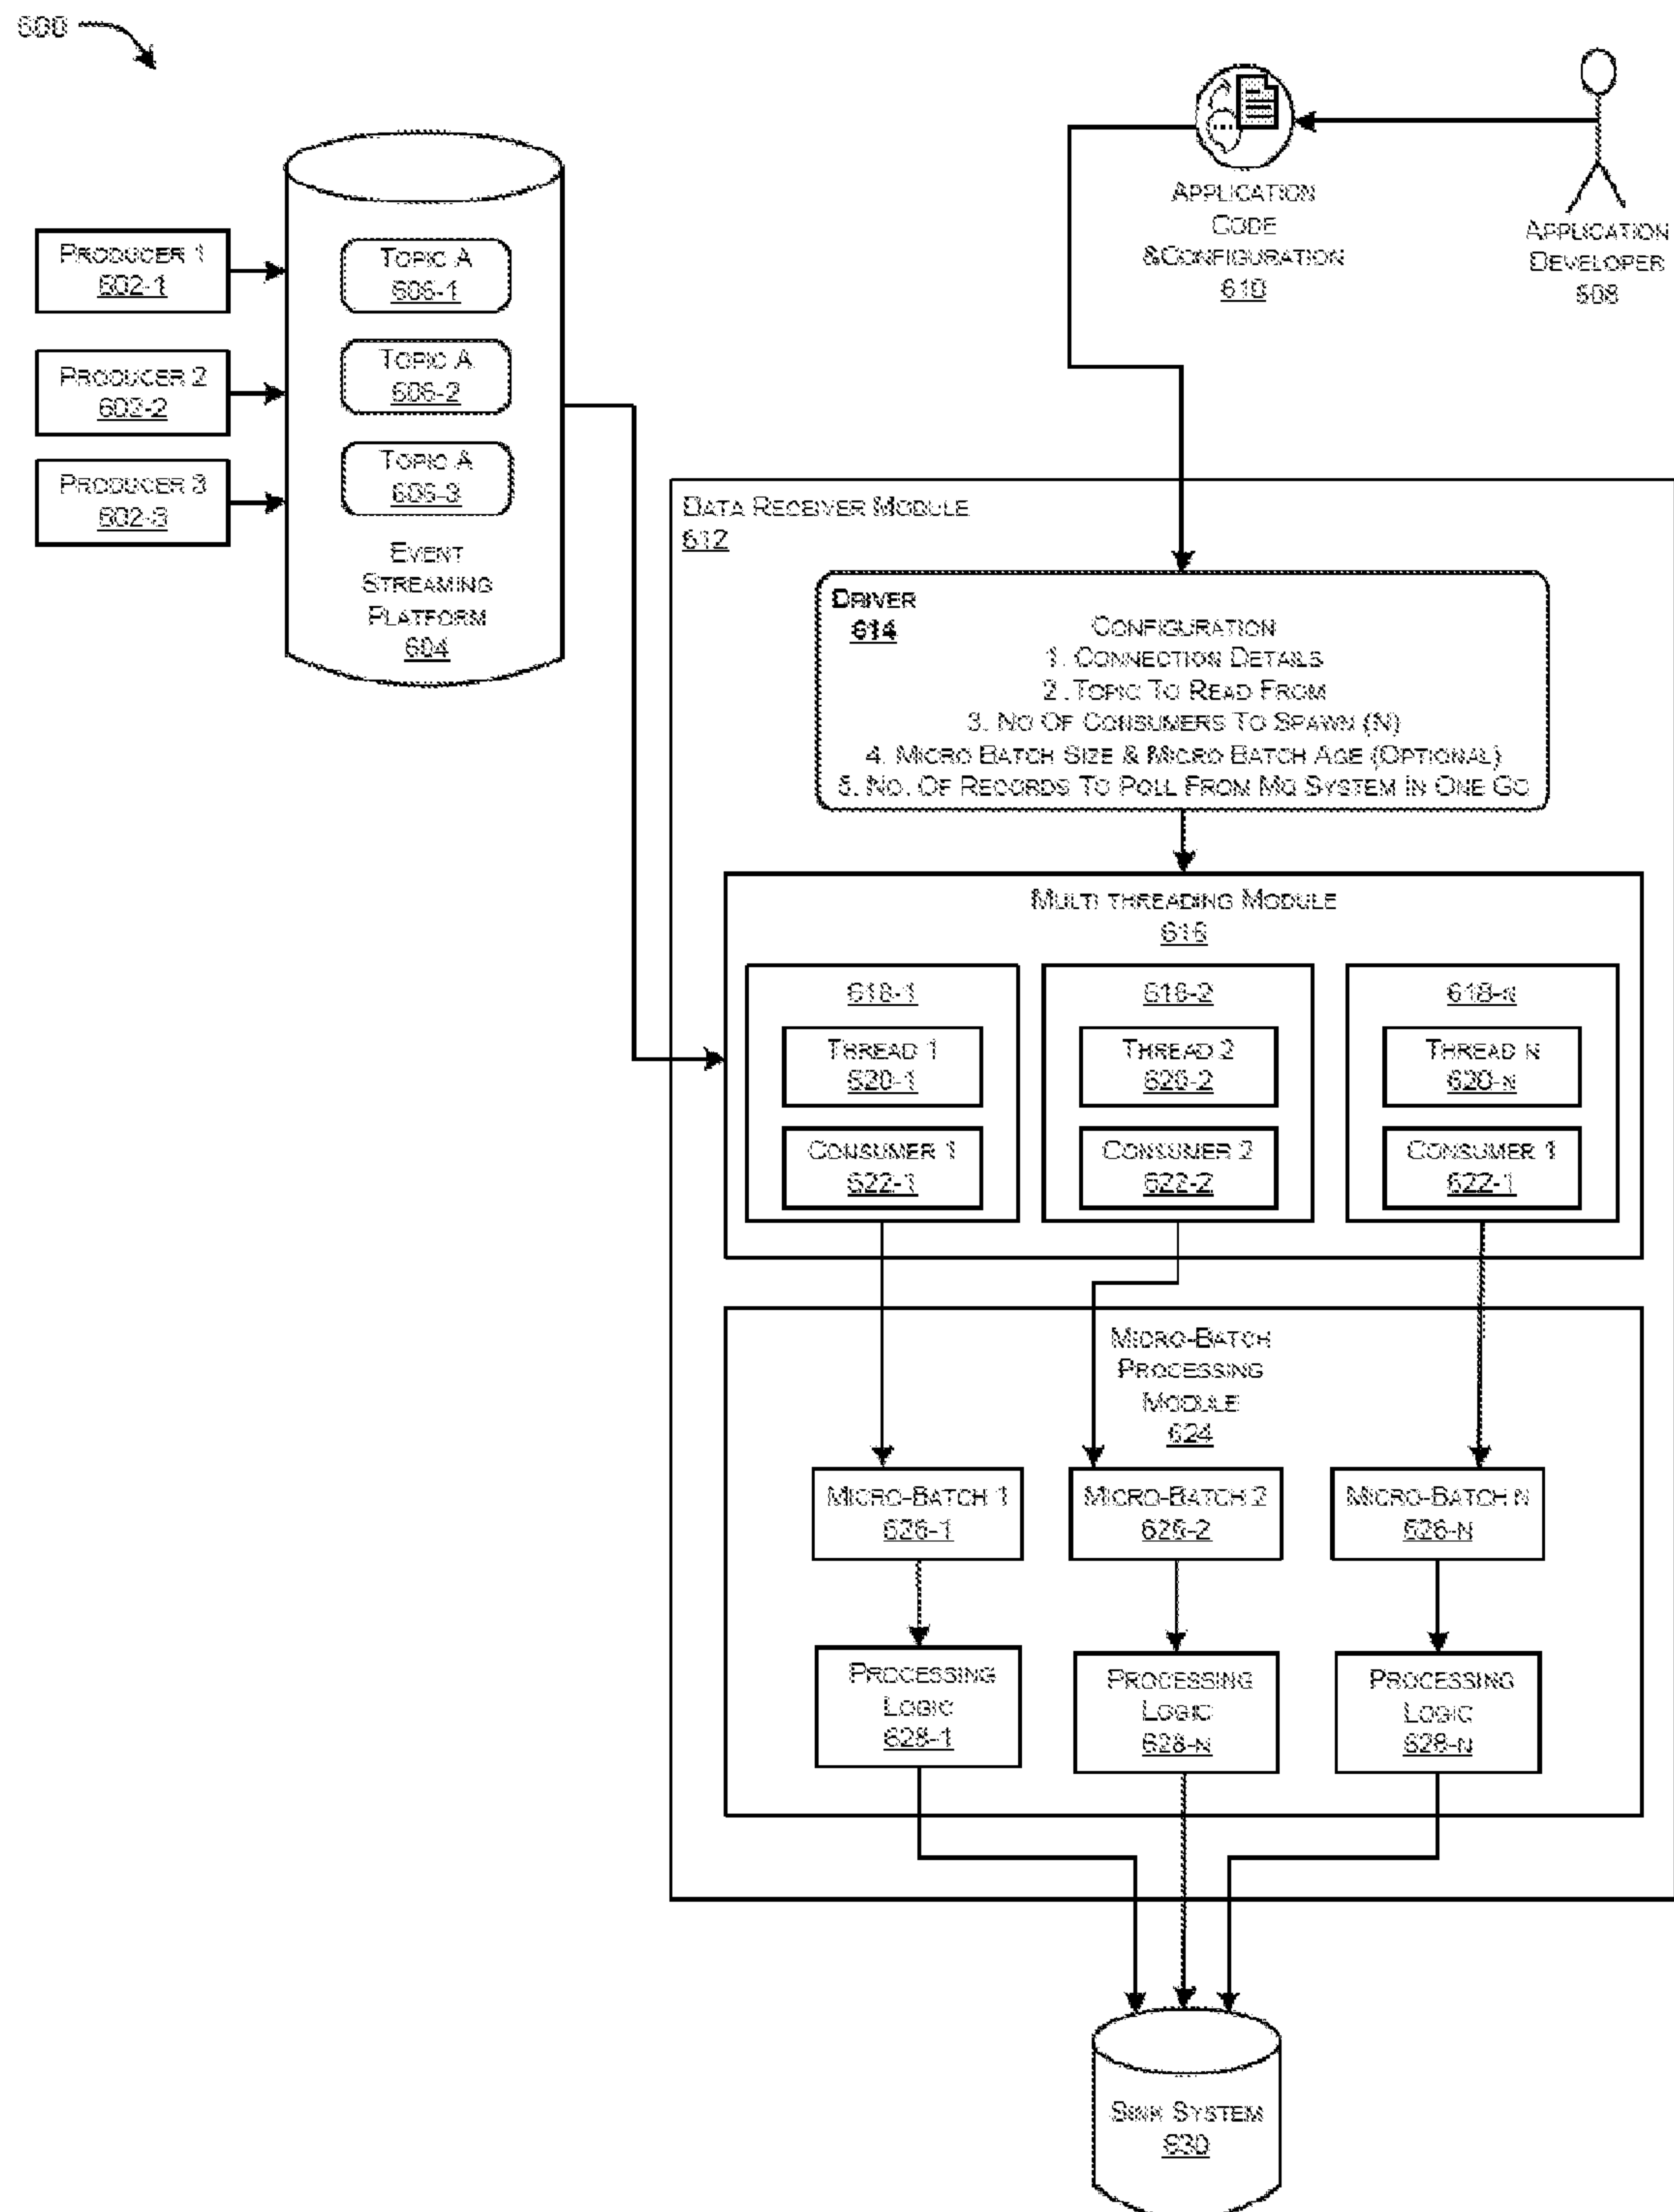 600
APPLICATION
CODE
&CONFIGURATION
610
APPLICATION
DEVELOPER
608
PRODUCER 1
602-1
PRODUCER 2
602-2
PRODUCER 3
602-3
TOPIC A
606-1
TOPIC A
606-2
TOPIC A
606-3
EVENT
STREAMING
PLATFORM
604
DATA RECEIVER MODULE
612
DRIVER
614
CONFIGURATION
1. CONNECTION DETAILS
2 .TOPIC TO READ FROM
3. NO OF CONSUMERS TO SPAWN (N)
4. MICRO BATCH SIZE & MICRO BATCH AGE (OPTIONAL)
5. NO. OF RECORDS TO POLL FROM MQ SYSTEM IN ONE GO
MULTI THREADING MODULE
616
618-1
THREAD 1
620-1
CONSUMER 1
622-1
618-2
THREAD 2
620-2
CONSUMER 2
622-2
618-N
THREAD N
620-N
CONSUMER 1
622-1
MICRO-BATCH
PROCESSING
MODULE
624
MICRO-BATCH 1
626-1
MICRO-BATCH 2
626-2
MICRO-BATCH N
626-N
PROCESSING
LOGIC
628-1
PROCESSING
LOGIC
628-N
PROCESSING
LOGIC
628-N
SINK SYSTEM
630